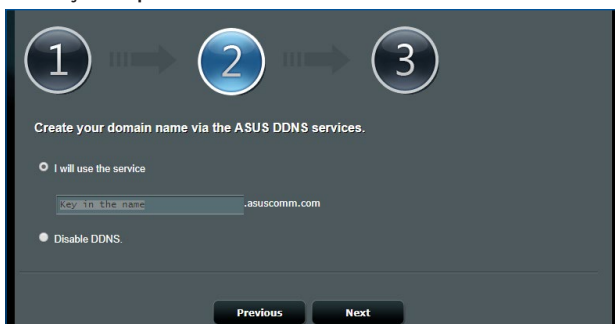 1 2 3
Create your domain name via the ASUS DDNS services.
I will use the service
Key in the name .asuscomm.com
Disable DDNS.
Previous Next